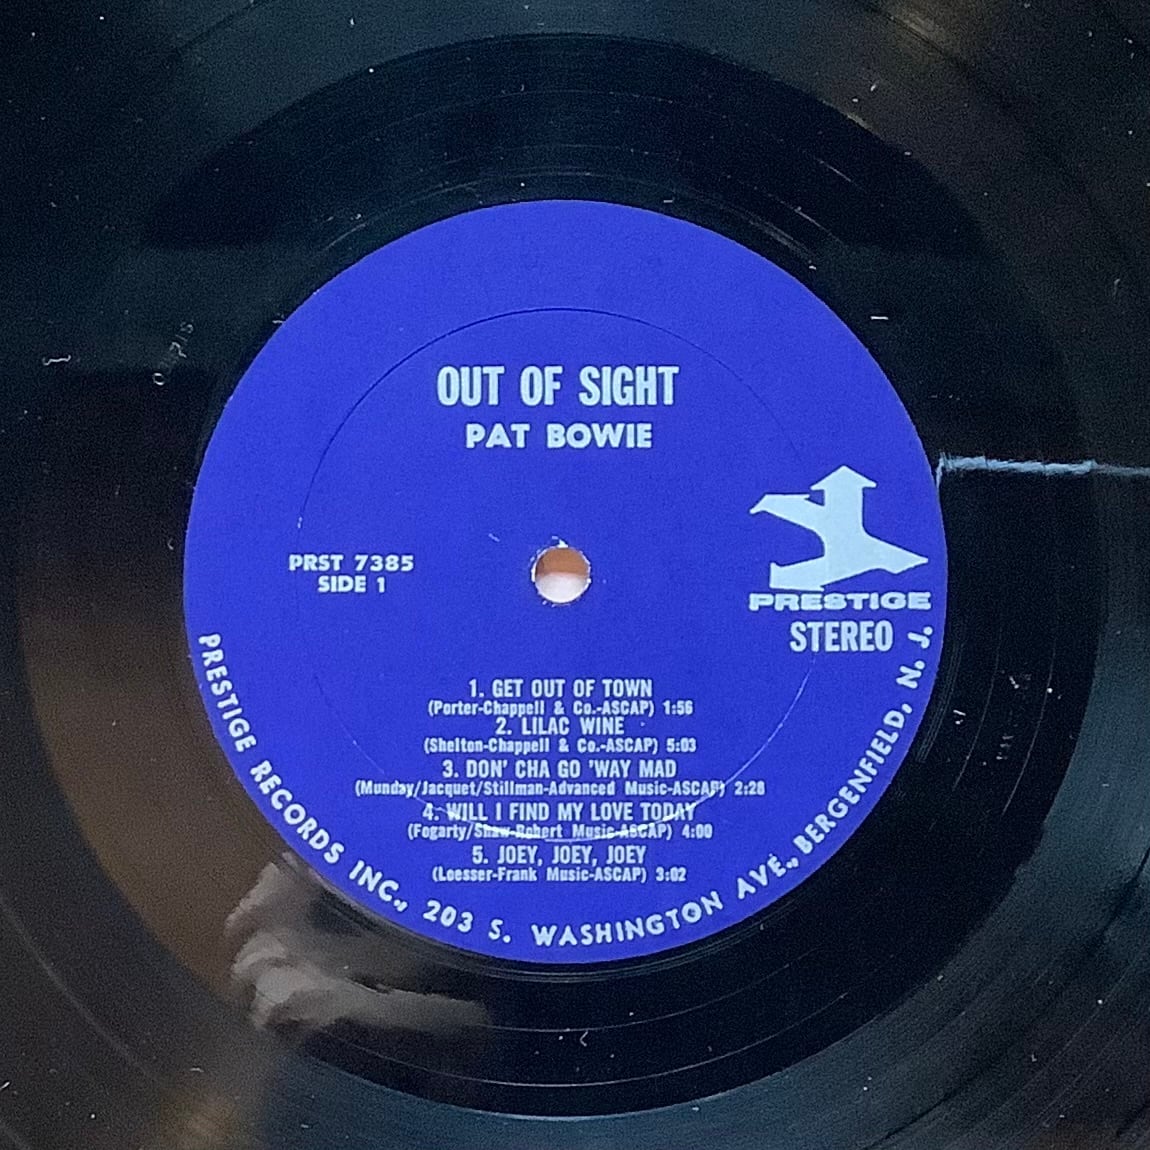 OUT OF SIGHT
PAT BOWIE
PRST 7385
SIDE 1
PRESTIGE
STEREO
1. GET OUT OF TOWN
(Porter-Chappell & Co.-ASCAP) 1:56
2. LILAC WINE
(Shelton-Chappell & Co.-ASCAP) 5:03
3. DON' CHA GO 'WAY MAD
(Munday/Jacquet/Stillman-Advanced Music-ASCAP) 2:28
4. WILL I FIND MY LOVE TODAY
(Fogarty/Shaw-Robert Music-ASCAP) 4:00
5. JOEY, JOEY, JOEY
(Loesser-Frank Music-ASCAP) 3:02
PRESTIGE RECORDS INC., 203 S. WASHINGTON AVE., BERGENFIELD, N. J.